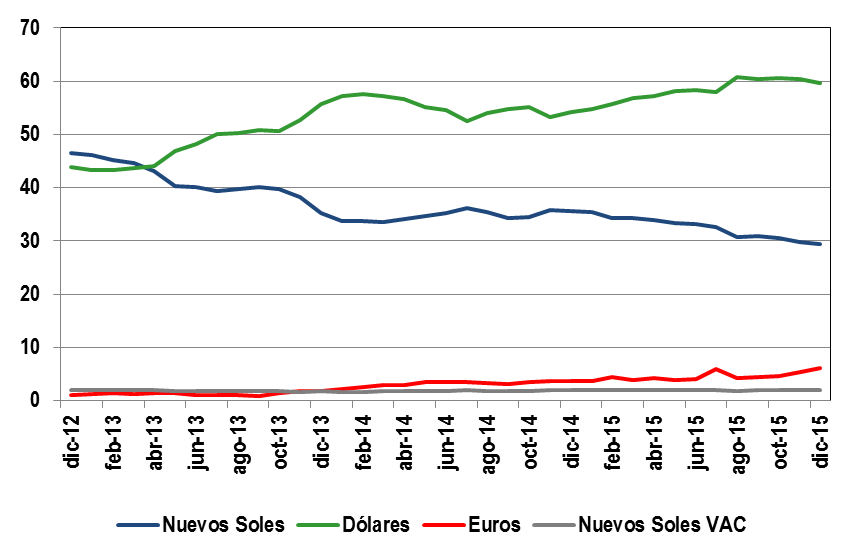 70
60
50
40
30
20
10
0
dic-12
feb-13
abr-13
jun-13
ago-13
oct-13
dic-13
feb-14
abr-14
jun-14
ago-14
oct-14
dic-14
feb-15
abr-15
jun-15
ago-15
oct-15
dic-15
Nuevos Soles Dólares Euros Nuevos Soles VAC